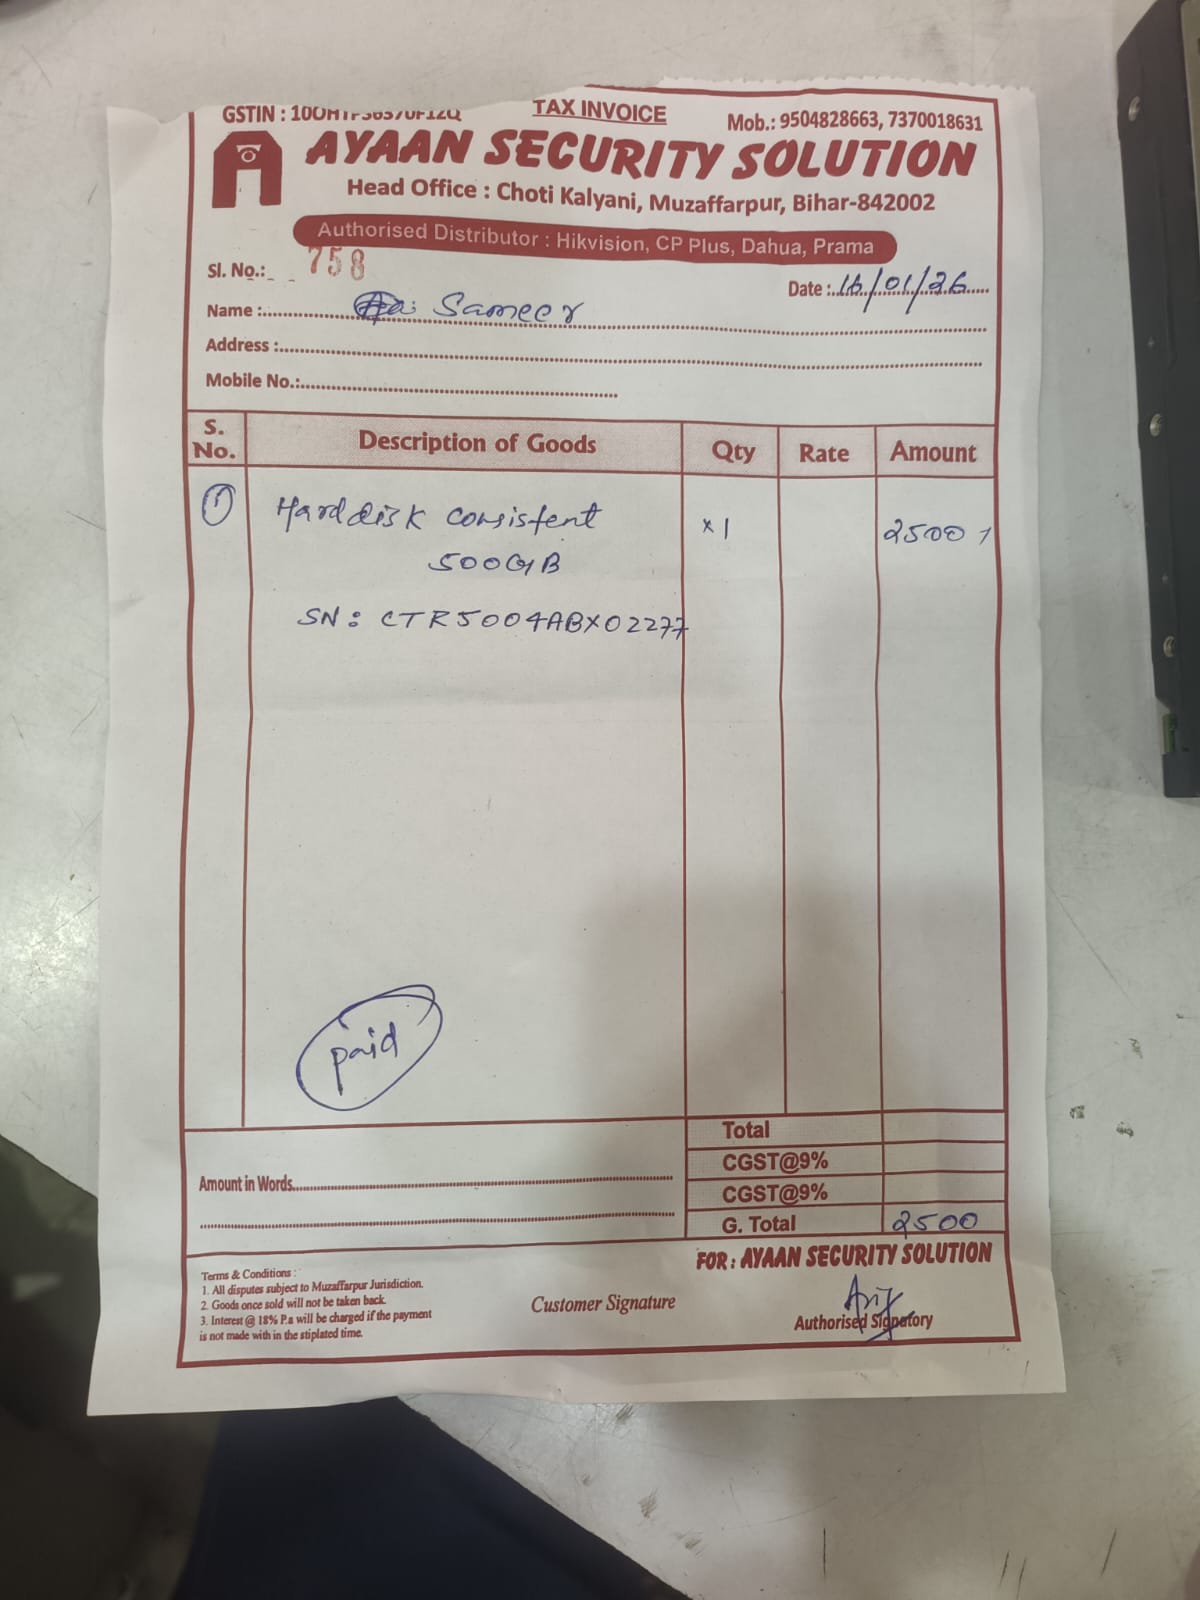 GSTIN :
TAX INVOICE
Mob.: 9504828663, 7370018631
AYAAN SECURITY SOLUTION
Head Office : Choti Kalyani, Muzaffarpur, Bihar-842002
Authorised Distributor : Hikvision, CP Plus, Dahua, Prama
Sl. No.: 758
Date : 16/01/26
Name : Sameer
Address :
Mobile No.:
S. No. Description of Goods Qty Rate Amount
1 Harddisk consistent x1 2500
500GB
SN: CTR5004ABX02277
paid
Total
CGST@9%
Amount in Words
CGST@9%
G. Total 2500
FOR : AYAAN SECURITY SOLUTION
Terms & Conditions :
1. All disputes subject to Muzaffarpur Jurisdiction.
2. Goods once sold will not be taken back.
3. Interest @ 18% P.a will be charged if the payment
is not made with in the stiplated time.
Customer Signature
Authorised Signatory